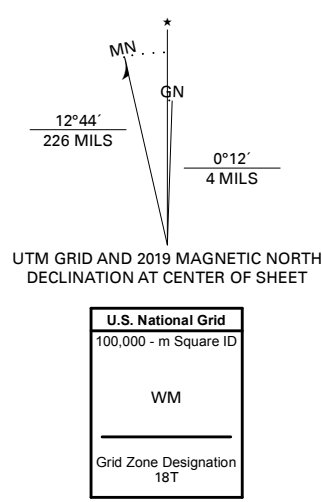 MN
GN
12°44´
226 MILS
0°12´
4 MILS
UTM GRID AND 2019 MAGNETIC NORTH
DECLINATION AT CENTER OF SHEET
U.S. National Grid
100,000 - m Square ID
WM
Grid Zone Designation
18T